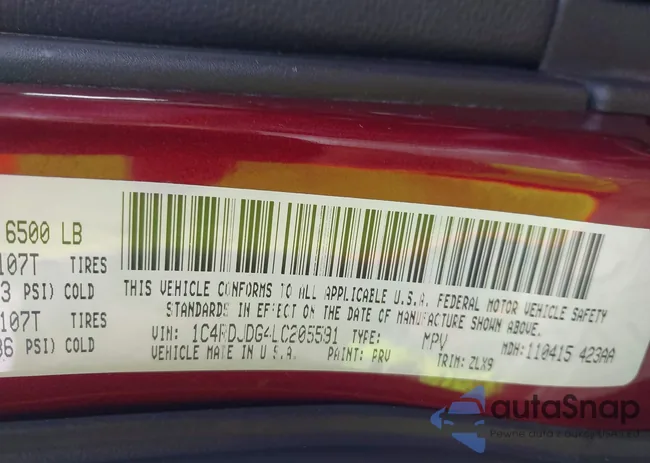 6500 LB
107T TIRES
3 PSI) COLD
107T TIRES
36 PSI) COLD
THIS VEHICLE CONFORMS TO ALL APPLICABLE U.S.A. FEDERAL MOTOR VEHICLE SAFETY
STANDARDS IN EFFECT ON THE DATE OF MANUFACTURE SHOWN ABOVE.
VIN: 1C4RDJDG4LC205591 TYPE: MPV MDH: 110415 423AA
VEHICLE MADE IN U.S.A. PAINT: PRV TRIM: ZLX9
autaSnap